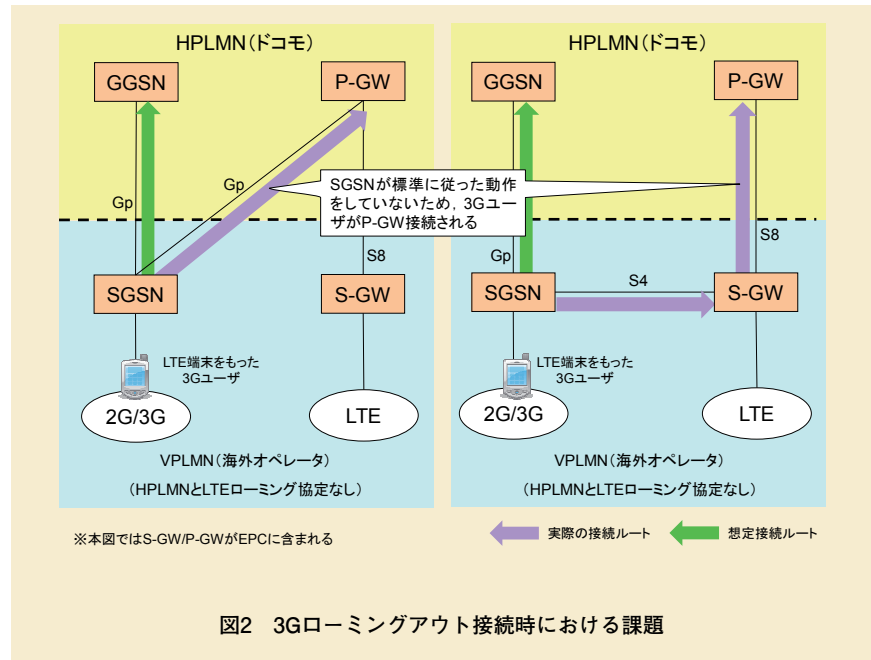 HPLMN(ドコモ)
GGSN
P-GW
Gp
Gp
SGSNが標準に従った動作
をしていないため,3Gユー
ザがP-GW接続される
S8
SGSN
S-GW
LTE端末をもった
3Gユーザ
2G/3G
LTE
VPLMN(海外オペレータ)
(HPLMNとLTEローミング協定なし)
HPLMN(ドコモ)
GGSN
P-GW
S8
Gp
S4
SGSN
S-GW
LTE端末をもった
3Gユーザ
2G/3G
LTE
VPLMN(海外オペレータ)
(HPLMNとLTEローミング協定なし)
※本図ではS-GW/P-GWがEPCに含まれる
実際の接続ルート
想定接続ルート
図2 3Gローミングアウト接続時における課題